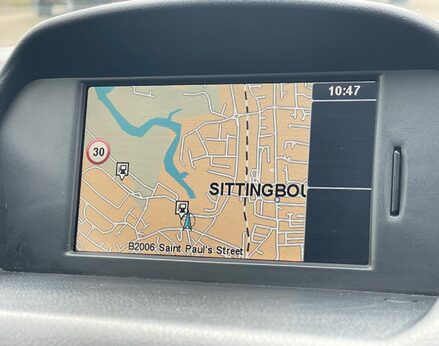 10:47
30
SITTINGBOU
B2006 Saint Paul's Street